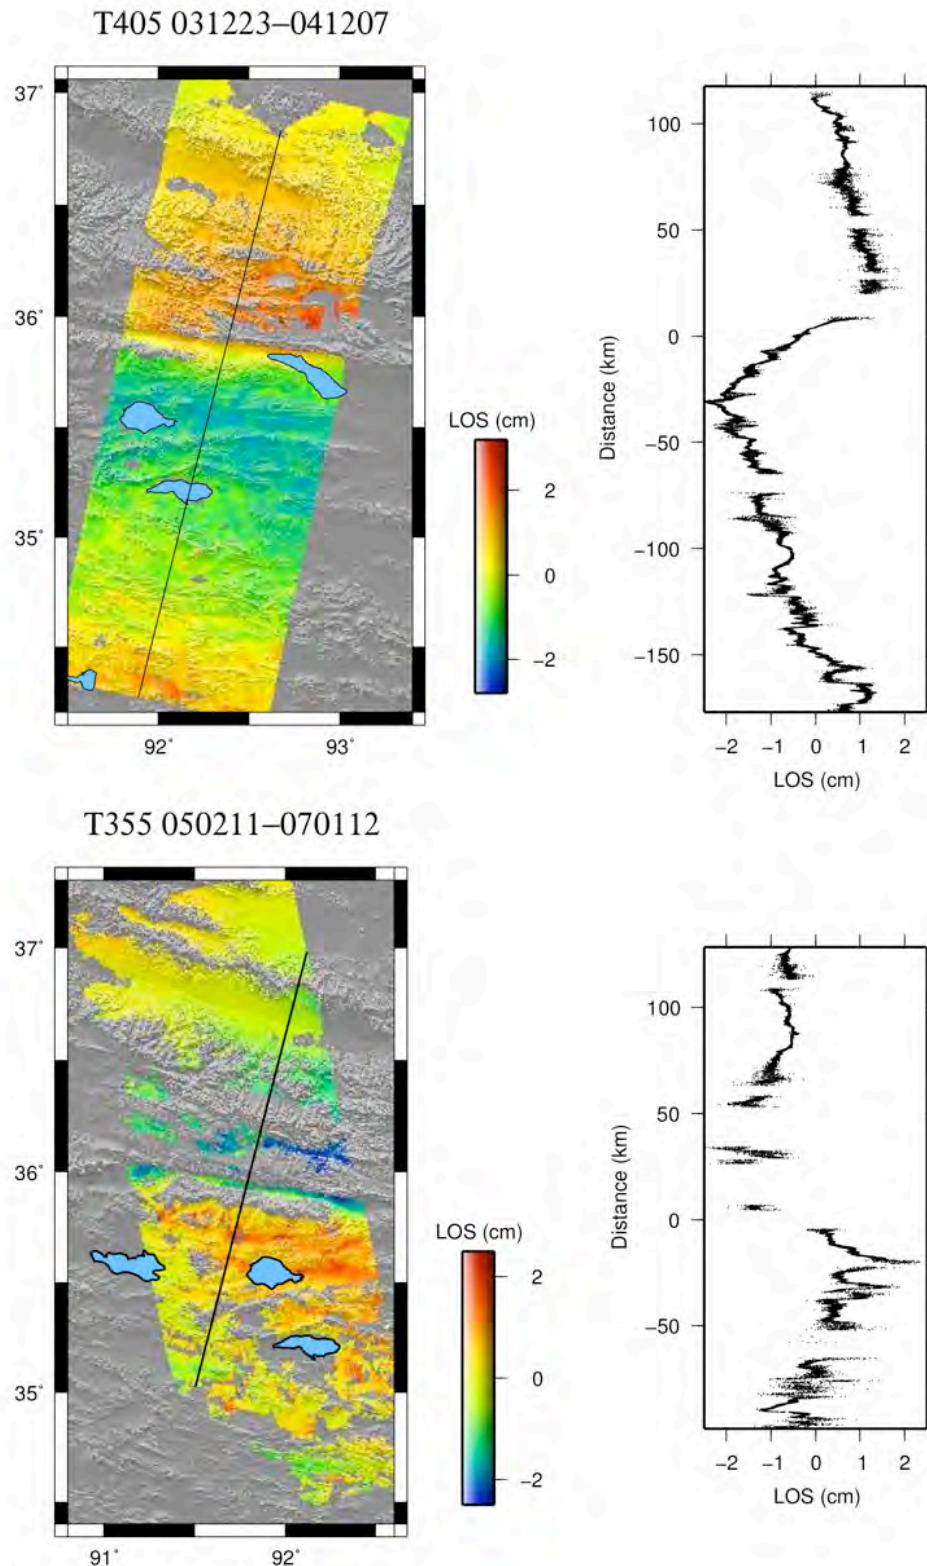 T405 031223–041207
37˚
36˚
35˚
92˚ 93˚
LOS (cm)
2
0
−2
Distance (km)
100
50
0
−50
−100
−150
−2 −1 0 1 2
LOS (cm)
T355 050211–070112
37˚
36˚
35˚
91˚ 92˚
LOS (cm)
2
0
−2
Distance (km)
100
50
0
−50
−2 −1 0 1 2
LOS (cm)